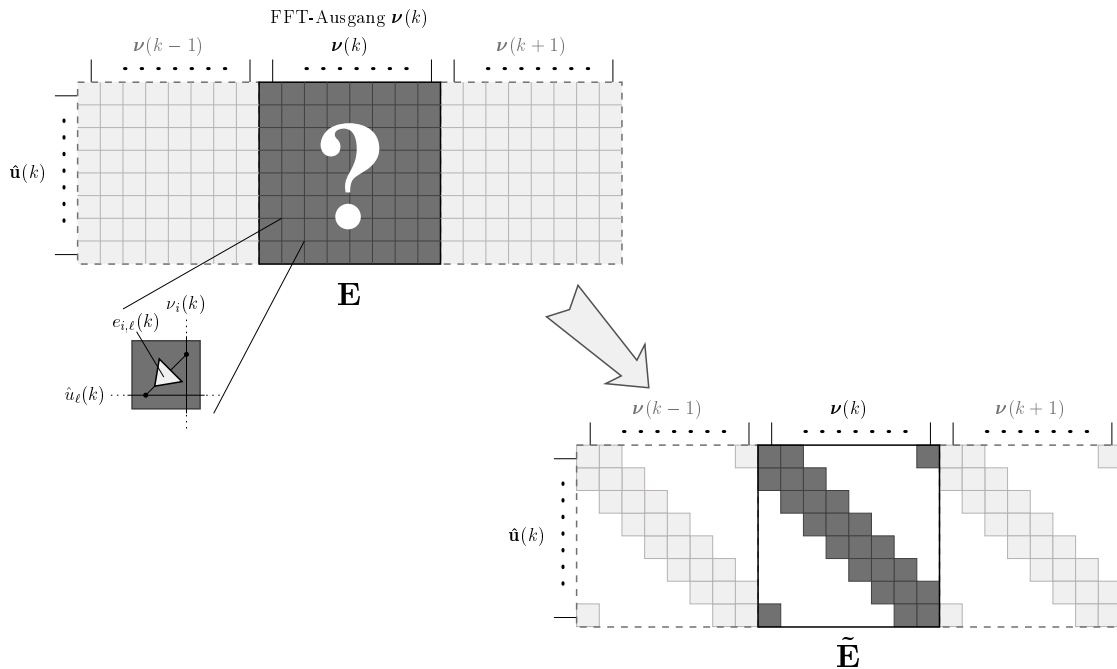 FFT-Ausgang ν(k)
ν(k − 1) ν(k) ν(k + 1)
û(k)
?
E
ν_i(k)
e_{i,ℓ}(k)
û_ℓ(k)
ν(k − 1) ν(k) ν(k + 1)
û(k)
Ẽ